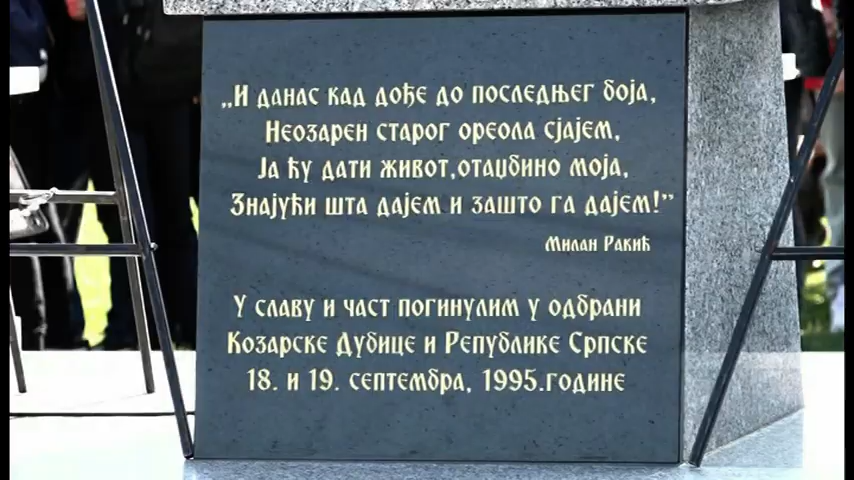 „И данас кад дође до последњег боја,
Неозарен старог ореола сјајем,
Ја ћу дати живот,отаџбино моја,
Знајући шта дајем и зашто га дајем!”
Милан Ракић
У славу и част погинулим у одбрани
Козарске Дубице и Републике Српске
18. и 19. септембра, 1995.године